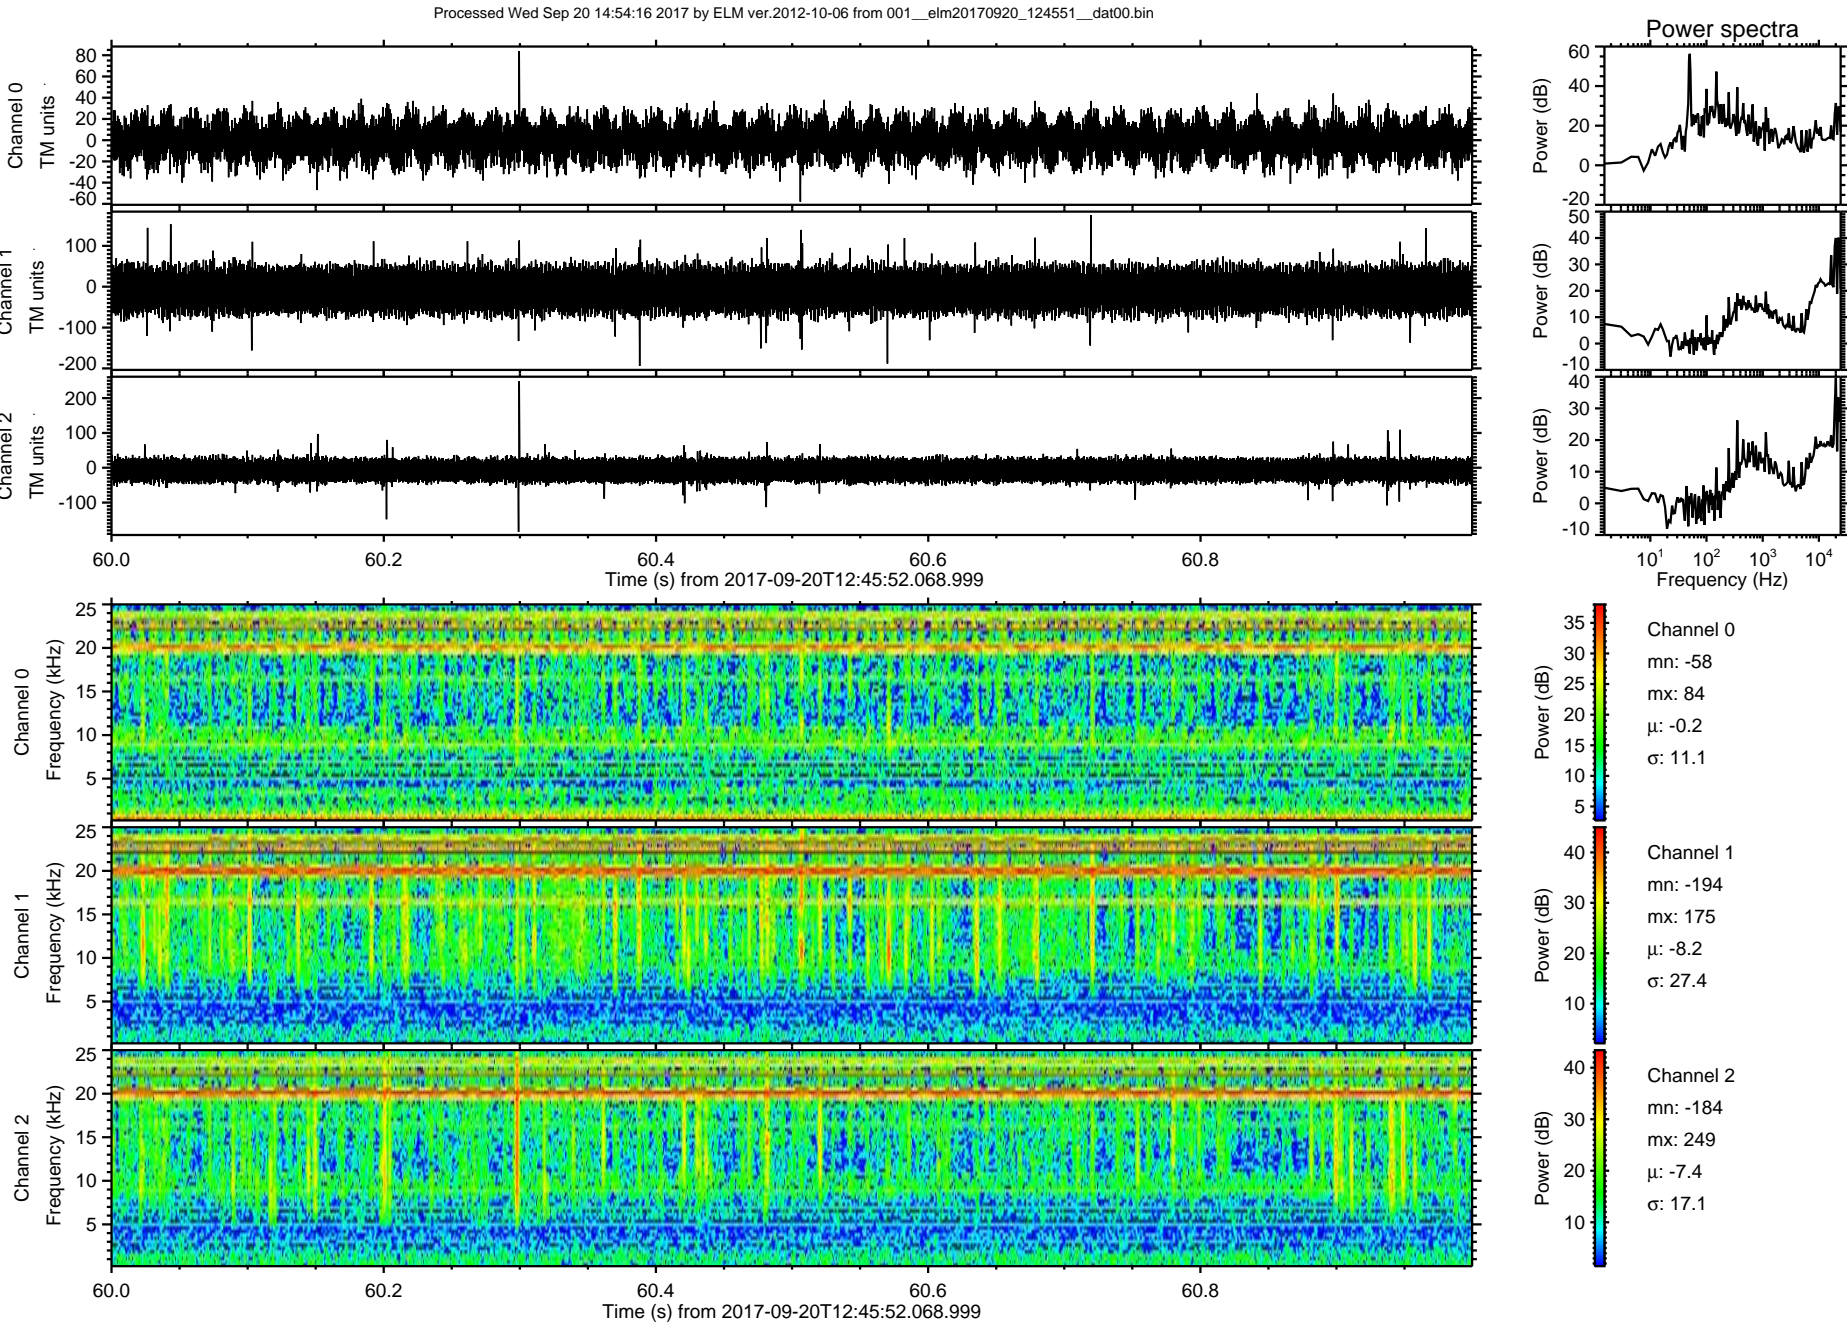 Processed Wed Sep 20 14:54:16 2017 by ELM ver.2012-10-06 from 001__elm20170920_124551__dat00.bin
Power spectra
Channel 0
TM units
80
60
40
20
0
-20
-40
-60
Power (dB)
60
40
20
0
-20
Channel 1
TM units
100
0
-100
-200
Power (dB)
50
40
30
20
10
0
-10
Channel 2
TM units
200
100
0
-100
Power (dB)
40
30
20
10
0
-10
60.0 60.2 60.4 60.6 60.8
Time (s) from 2017-09-20T12:45:52.068.999
10^1 10^2 10^3 10^4
Frequency (Hz)
Channel 0
Frequency (kHz)
25
20
15
10
5
Power (dB)
35
30
25
20
15
10
5
Channel 0
mn: -58
mx: 84
μ: -0.2
σ: 11.1
Channel 1
Frequency (kHz)
25
20
15
10
5
Power (dB)
40
30
20
10
Channel 1
mn: -194
mx: 175
μ: -8.2
σ: 27.4
Channel 2
Frequency (kHz)
25
20
15
10
5
Power (dB)
40
30
20
10
Channel 2
mn: -184
mx: 249
μ: -7.4
σ: 17.1
60.0 60.2 60.4 60.6 60.8
Time (s) from 2017-09-20T12:45:52.068.999